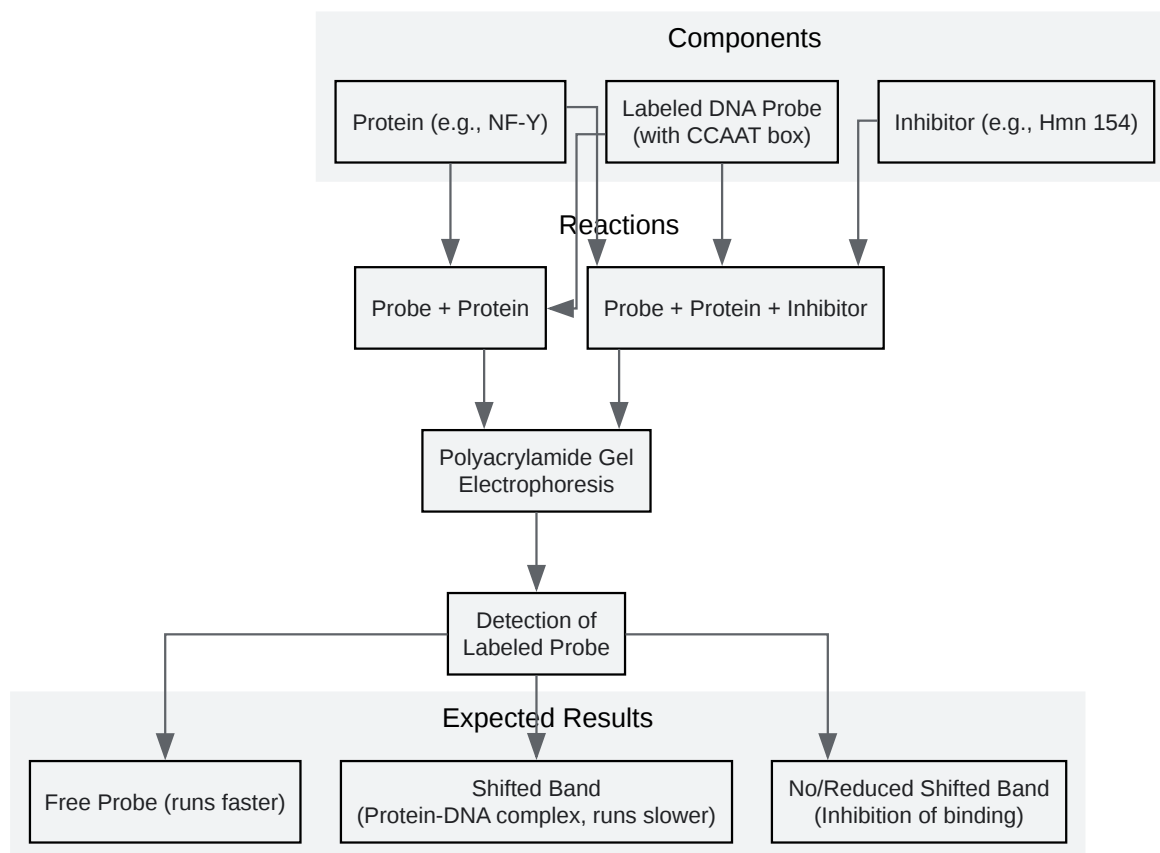 Components
Protein (e.g., NF-Y)
Labeled DNA Probe
(with CCAAT box)
Inhibitor (e.g., Hmn 154)
Reactions
Probe + Protein
Probe + Protein + Inhibitor
Polyacrylamide Gel
Electrophoresis
Detection of
Labeled Probe
Expected Results
Free Probe (runs faster)
Shifted Band
(Protein-DNA complex, runs slower)
No/Reduced Shifted Band
(Inhibition of binding)